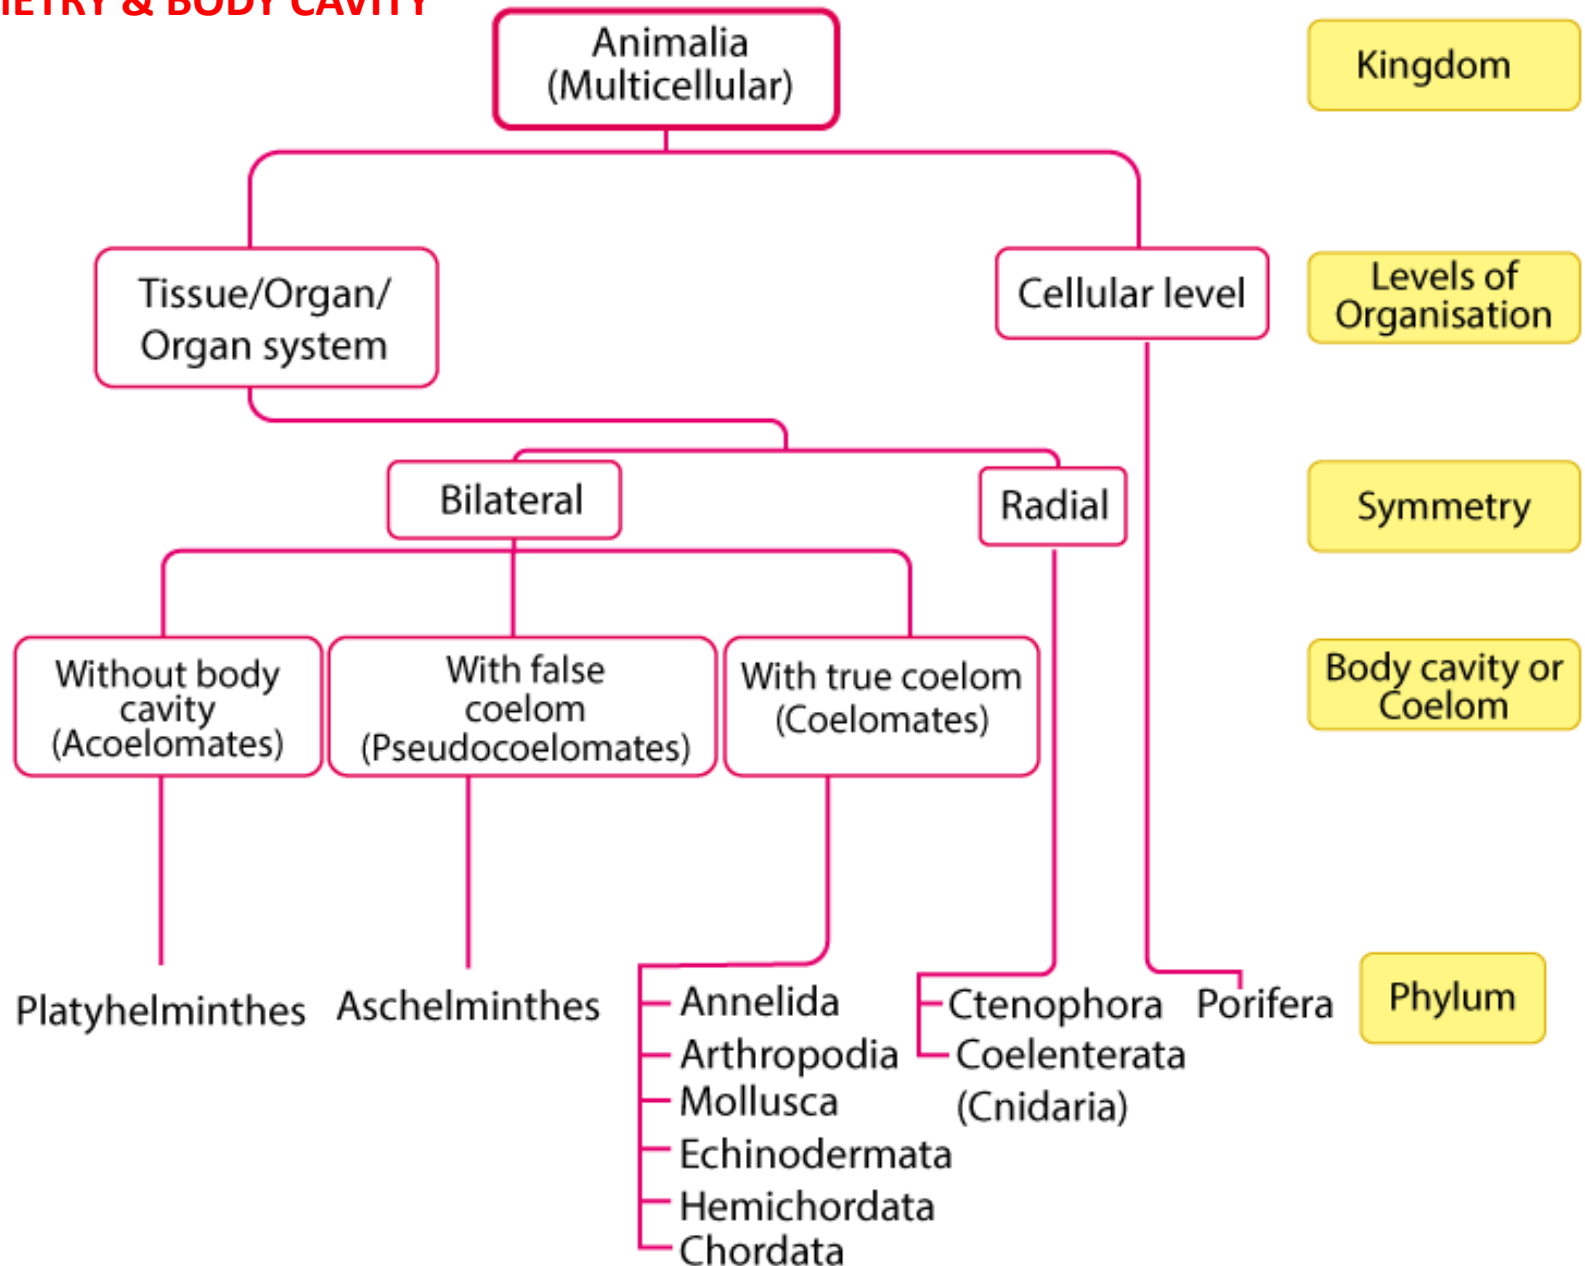 & BODY CAVITY
Animalia
(Multicellular)
Kingdom
Tissue/Organ/
Organ system
Cellular level
Levels of
Organisation
Bilateral
Radial
Symmetry
Without body
cavity
(Acoelomates)
With false
coelom
(Pseudocoelomates)
With true coelom
(Coelomates)
Body cavity or
Coelom
Platyhelminthes
Aschelminthes
Annelida
Arthropodia
Mollusca
Echinodermata
Hemichordata
Chordata
Ctenophora
Coelenterata
(Cnidaria)
Porifera
Phylum